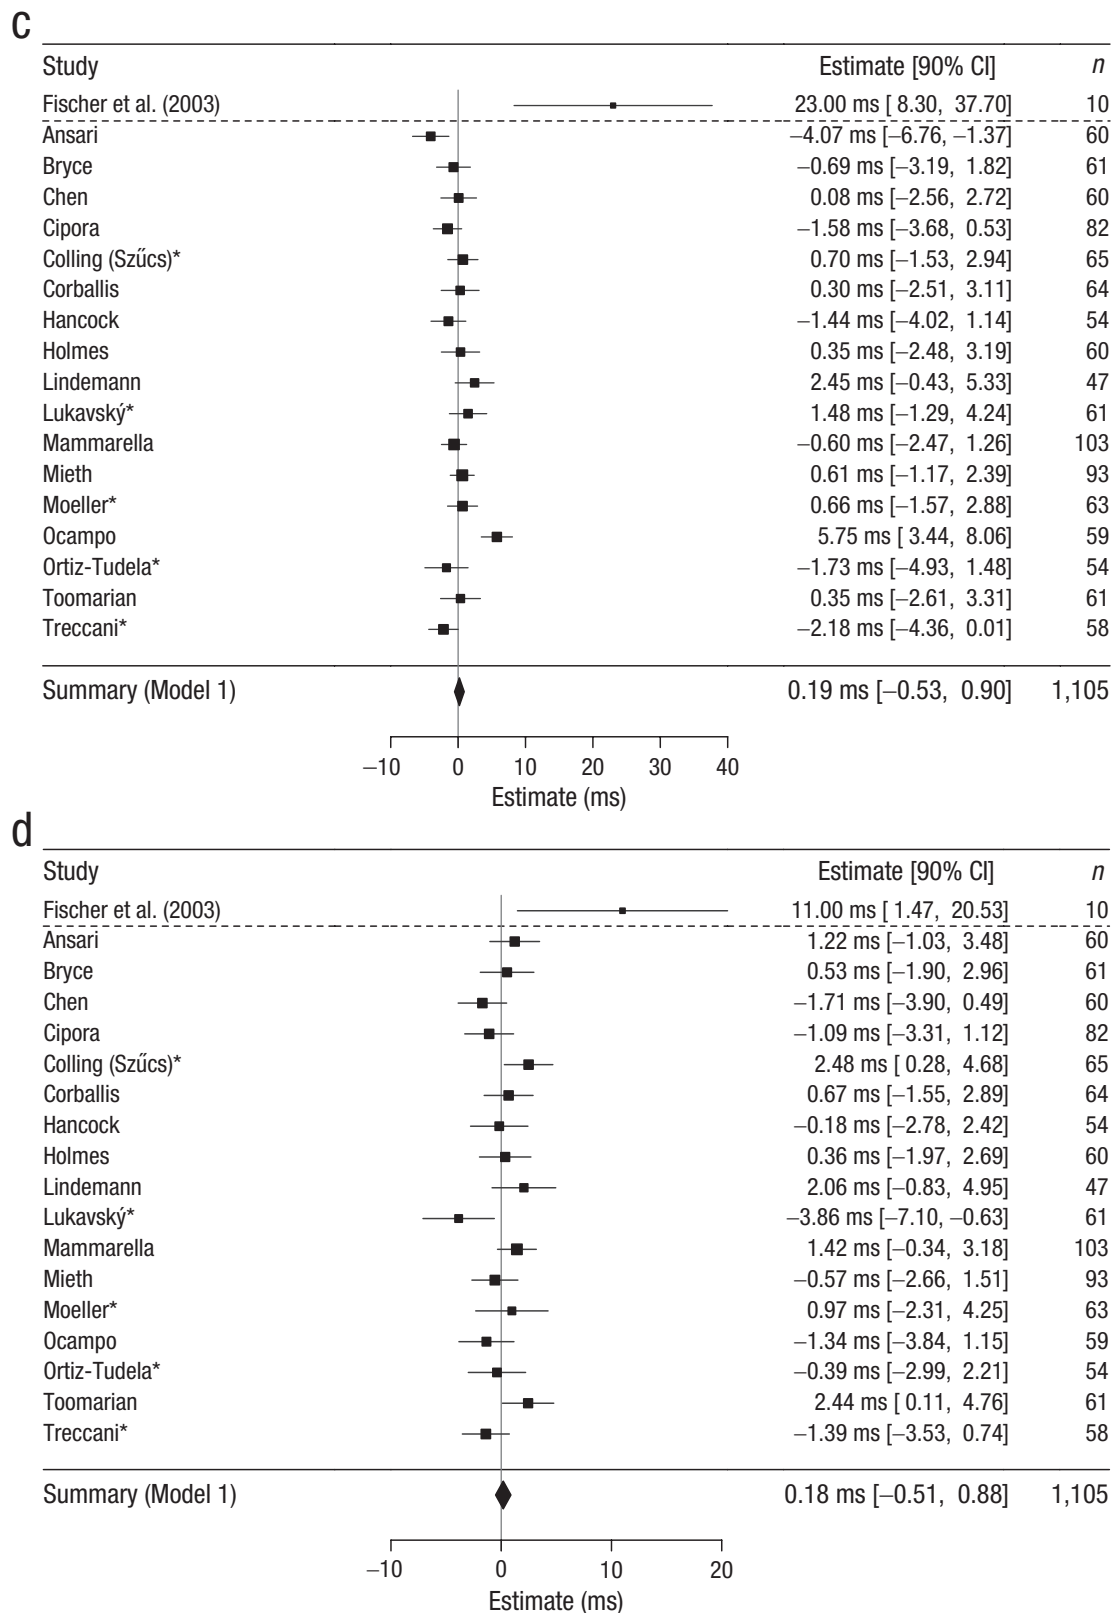 c
Study Estimate [90% CI] n
Fischer et al. (2003) 23.00 ms [ 8.30, 37.70] 10
Ansari −4.07 ms [−6.76, −1.37] 60
Bryce −0.69 ms [−3.19, 1.82] 61
Chen 0.08 ms [−2.56, 2.72] 60
Cipora −1.58 ms [−3.68, 0.53] 82
Colling (Szűcs)* 0.70 ms [−1.53, 2.94] 65
Corballis 0.30 ms [−2.51, 3.11] 64
Hancock −1.44 ms [−4.02, 1.14] 54
Holmes 0.35 ms [−2.48, 3.19] 60
Lindemann 2.45 ms [−0.43, 5.33] 47
Lukavský* 1.48 ms [−1.29, 4.24] 61
Mammarella −0.60 ms [−2.47, 1.26] 103
Mieth 0.61 ms [−1.17, 2.39] 93
Moeller* 0.66 ms [−1.57, 2.88] 63
Ocampo 5.75 ms [ 3.44, 8.06] 59
Ortiz-Tudela* −1.73 ms [−4.93, 1.48] 54
Toomarian 0.35 ms [−2.61, 3.31] 61
Treccani* −2.18 ms [−4.36, 0.01] 58
Summary (Model 1) 0.19 ms [−0.53, 0.90] 1,105
−10 0 10 20 30 40
Estimate (ms)
d
Study Estimate [90% CI] n
Fischer et al. (2003) 11.00 ms [ 1.47, 20.53] 10
Ansari 1.22 ms [−1.03, 3.48] 60
Bryce 0.53 ms [−1.90, 2.96] 61
Chen −1.71 ms [−3.90, 0.49] 60
Cipora −1.09 ms [−3.31, 1.12] 82
Colling (Szűcs)* 2.48 ms [ 0.28, 4.68] 65
Corballis 0.67 ms [−1.55, 2.89] 64
Hancock −0.18 ms [−2.78, 2.42] 54
Holmes 0.36 ms [−1.97, 2.69] 60
Lindemann 2.06 ms [−0.83, 4.95] 47
Lukavský* −3.86 ms [−7.10, −0.63] 61
Mammarella 1.42 ms [−0.34, 3.18] 103
Mieth −0.57 ms [−2.66, 1.51] 93
Moeller* 0.97 ms [−2.31, 4.25] 63
Ocampo −1.34 ms [−3.84, 1.15] 59
Ortiz-Tudela* −0.39 ms [−2.99, 2.21] 54
Toomarian 2.44 ms [ 0.11, 4.76] 61
Treccani* −1.39 ms [−3.53, 0.74] 58
Summary (Model 1) 0.18 ms [−0.51, 0.88] 1,105
−10 0 10 20
Estimate (ms)